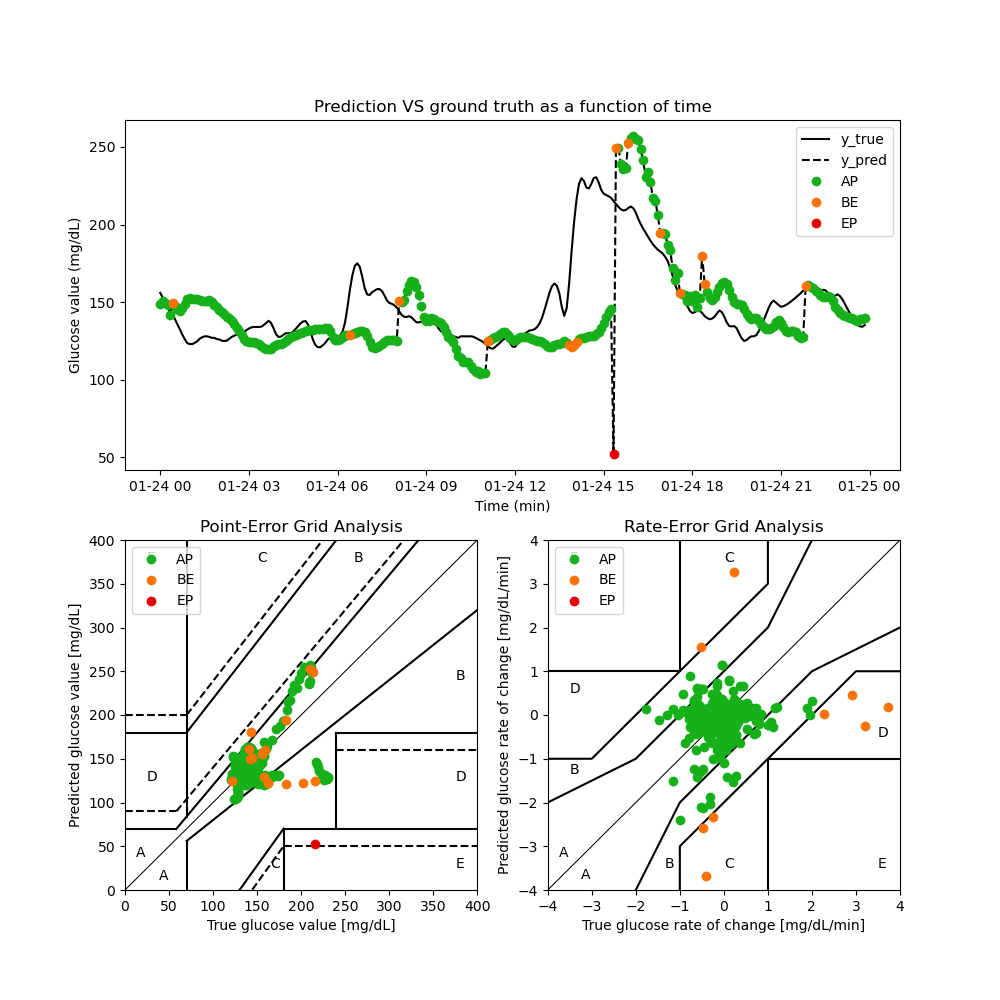 Prediction VS ground truth as a function of time
Glucose value (mg/dL)
250
200
150
100
50
y_true
y_pred
AP
BE
EP
01-24 00 01-24 03 01-24 06 01-24 09 01-24 12 01-24 15 01-24 18 01-24 21 01-25 00
Time (min)
Point-Error Grid Analysis
Predicted glucose value [mg/dL]
400
350
300
250
200
150
100
50
0
AP
BE
EP
C
B
B
D
D
A
A
C
E
0 50 100 150 200 250 300 350 400
True glucose value [mg/dL]
Rate-Error Grid Analysis
Predicted glucose rate of change [mg/dL/min]
4
3
2
1
0
−1
−2
−3
−4
AP
BE
EP
C
D
D
B
A
A
B
C
E
−4 −3 −2 −1 0 1 2 3 4
True glucose rate of change [mg/dL/min]